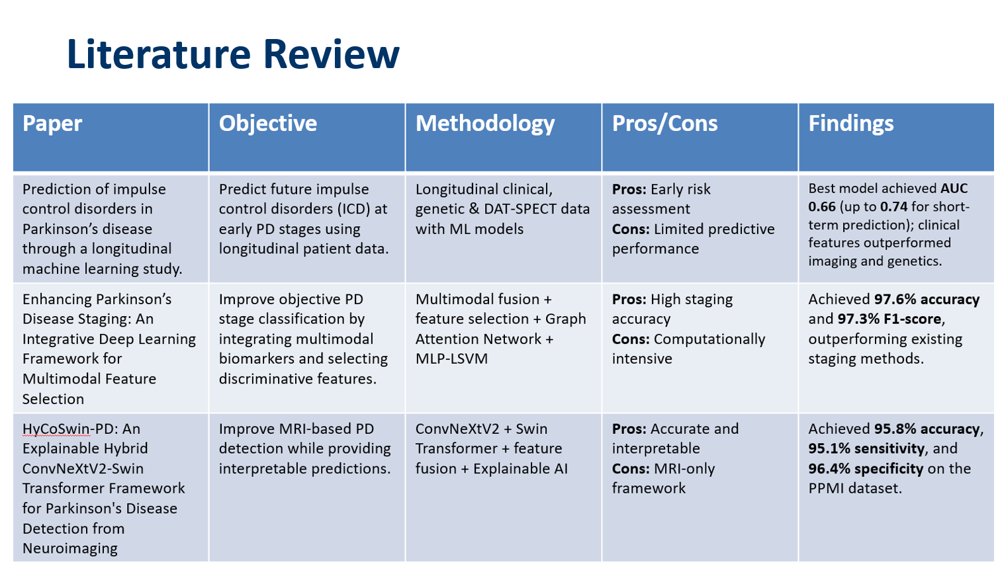 Literature Review
Paper
Objective
Methodology
Pros/Cons
Findings
Prediction of impulse
control disorders in
Parkinson’s disease
through a longitudinal
machine learning study.
Predict future impulse
control disorders (ICD) at
early PD stages using
longitudinal patient data.
Longitudinal clinical,
genetic & DAT-SPECT data
with ML models
Pros: Early risk
assessment
Cons: Limited predictive
performance
Best model achieved AUC
0.66 (up to 0.74 for short-
term prediction); clinical
features outperformed
imaging and genetics.
Enhancing Parkinson’s
Disease Staging: An
Integrative Deep Learning
Framework for
Multimodal Feature
Selection
Improve objective PD
stage classification by
integrating multimodal
biomarkers and selecting
discriminative features.
Multimodal fusion +
feature selection + Graph
Attention Network +
MLP-LSVM
Pros: High staging
accuracy
Cons: Computationally
intensive
Achieved 97.6% accuracy
and 97.3% F1-score,
outperforming existing
staging methods.
HyCoSwin-PD: An
Explainable Hybrid
ConvNeXtV2-Swin
Transformer Framework
for Parkinson's Disease
Detection from
Neuroimaging
Improve MRI-based PD
detection while providing
interpretable predictions.
ConvNeXtV2 + Swin
Transformer + feature
fusion + Explainable AI
Pros: Accurate and
interpretable
Cons: MRI-only
framework
Achieved 95.8% accuracy,
95.1% sensitivity, and
96.4% specificity on the
PPMI dataset.